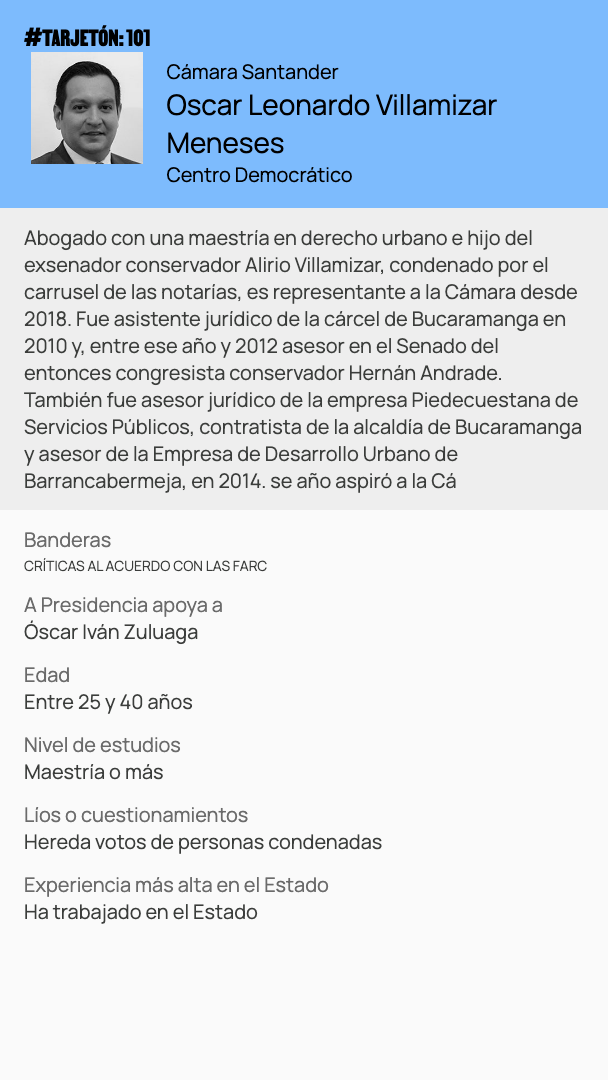 #TARJETÓN: 101
Cámara Santander
Oscar Leonardo Villamizar
Meneses
Centro Democrático
Abogado con una maestría en derecho urbano e hijo del
exsenador conservador Alirio Villamizar, condenado por el
carrusel de las notarías, es representante a la Cámara desde
2018. Fue asistente jurídico de la cárcel de Bucaramanga en
2010 y, entre ese año y 2012 asesor en el Senado del
entonces congresista conservador Hernán Andrade.
También fue asesor jurídico de la empresa Piedecuestana de
Servicios Públicos, contratista de la alcaldía de Bucaramanga
y asesor de la Empresa de Desarrollo Urbano de
Barrancabermeja, en 2014. se año aspiró a la Cá
Banderas
CRÍTICAS AL ACUERDO CON LAS FARC
A Presidencia apoya a
Óscar Iván Zuluaga
Edad
Entre 25 y 40 años
Nivel de estudios
Maestría o más
Líos o cuestionamientos
Hereda votos de personas condenadas
Experiencia más alta en el Estado
Ha trabajado en el Estado